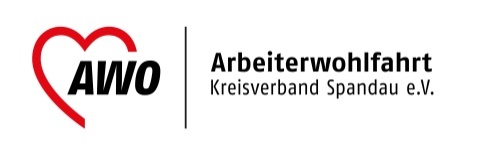 AWO
Arbeiterwohlfahrt
Kreisverband Spandau e.V.